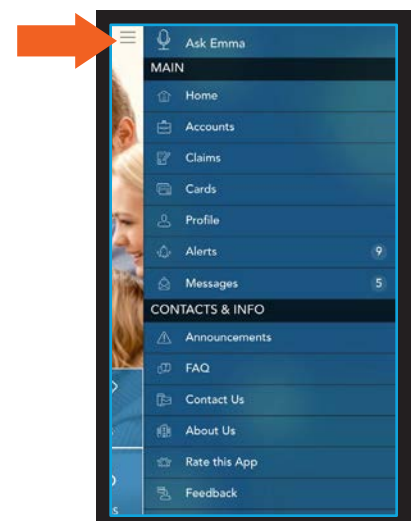 Ask Emma
MAIN
Home
Accounts
Claims
Cards
Profile
Alerts 9
Messages 5
CONTACTS & INFO
Announcements
FAQ
Contact Us
About Us
Rate this App
Feedback